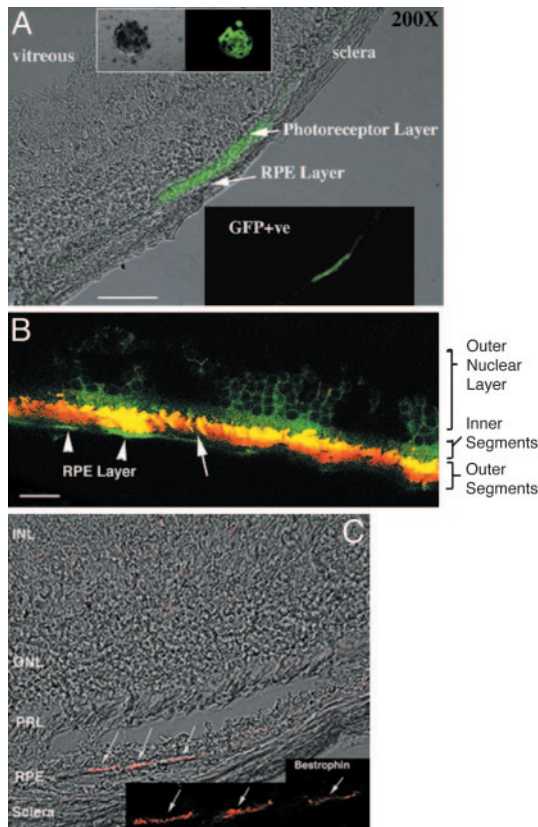 A
200X
vitreous
sclera
Photoreceptor Layer
RPE Layer
GFP+ve
B
Outer
Nuclear
Layer
Inner
Segments
Outer
Segments
RPE Layer
C
INL
ONL
PRL
RPE
Bestrophin
Sclera